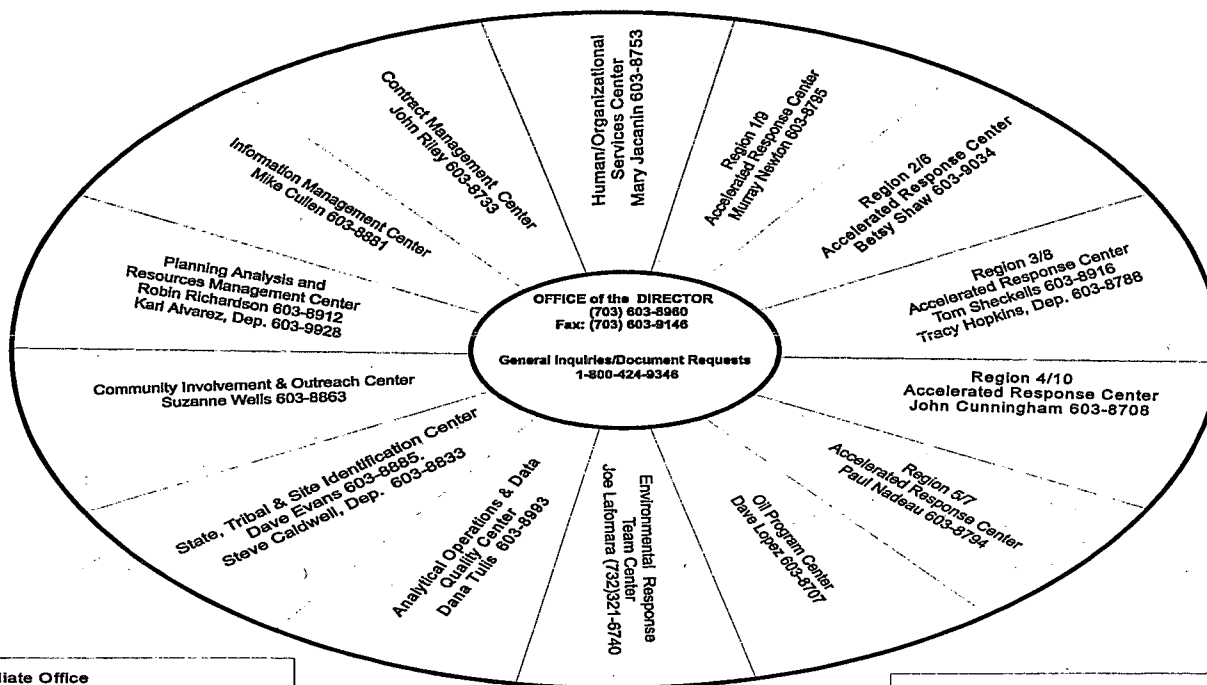 Human/Organizational
Services Center
Mary Jacanin 603-8753
Region 1/9
Accelerated Response Center
Murray Newton 603-8795
Region 2/6
Accelerated Response Center
Betsy Shaw 603-9034
Region 3/8
Accelerated Response Center
Tom Sheckells 603-8916
Tracy Hopkins, Dep. 603-8788
Region 4/10
Accelerated Response Center
John Cunningham 603-8708
Region 5/7
Accelerated Response Center
Paul Nadeau 603-8794
Oil Program Center
Dave Lopez 603-8707
Environmental Response
Team Center
Joe Lafornara (732)321-6740
Analytical Operations & Data
Quality Center
Dana Tulis 603-8993
State, Tribal & Site Identification Center
Dave Evans 603-8885.
Steve Caldwell, Dep. 603-8833
Community Involvement & Outreach Center
Suzanne Wells 603-8863
Planning Analysis and
Resources Management Center
Robin Richardson 603-8912
Karl Alvarez, Dep. 603-9928
Information Management Center
Mike Cullen 603-8881
Contract Management Center
John Riley 603-8733
OFFICE of the DIRECTOR
(703) 603-8960
Fax: (703) 603-9146
General Inquiries/Document Requests
1-800-424-9346
liate Office